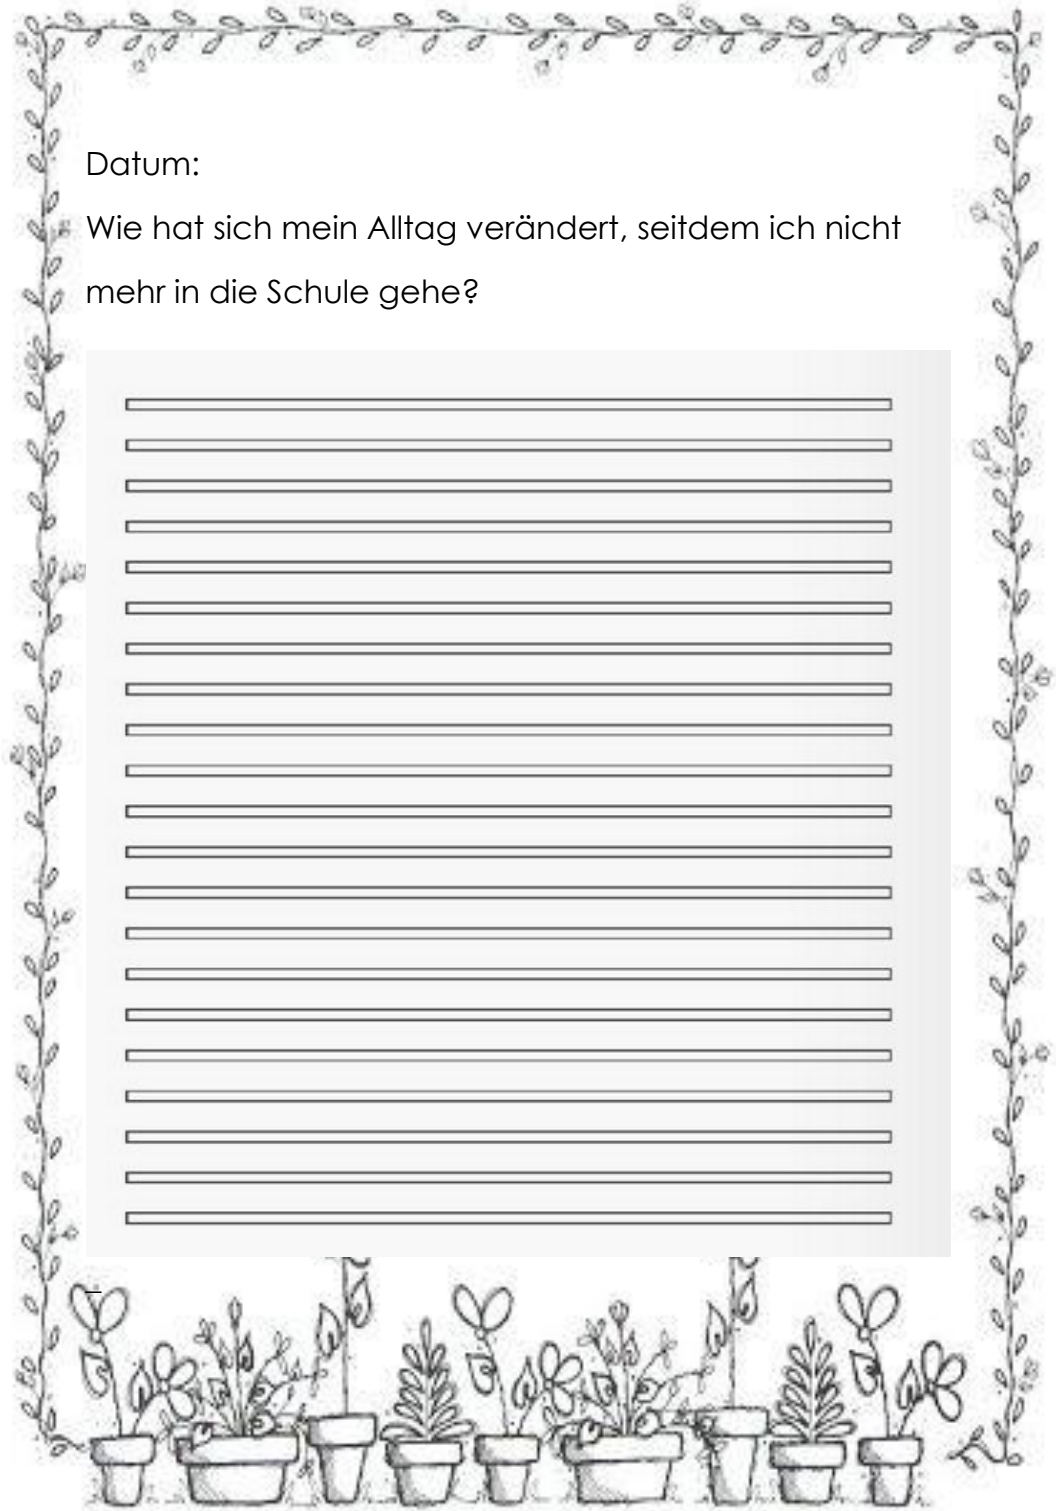 Datum:
Wie hat sich mein Alltag verändert, seitdem ich nicht
mehr in die Schule gehe?